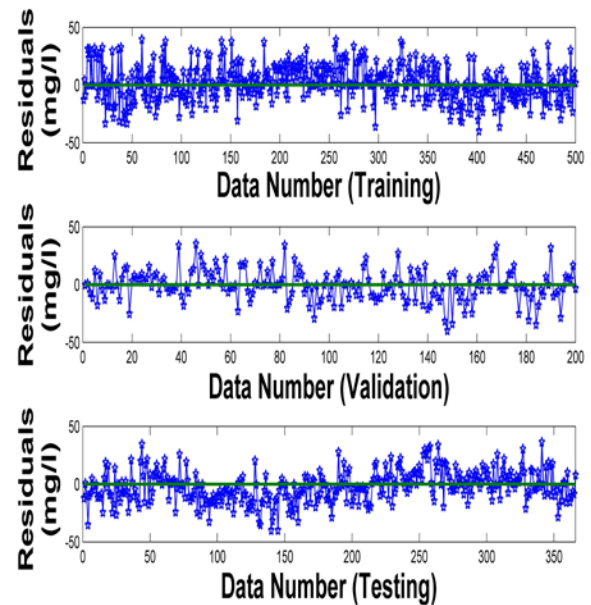 Residuals
(mg/l)
50
0
-50
0 50 100 150 200 250 300 350 400 450 500
Data Number (Training)
Residuals
(mg/l)
50
0
-50
0 20 40 60 80 100 120 140 160 180 200
Data Number (Validation)
Residuals
(mg/l)
50
0
-50
0 50 100 150 200 250 300 350
Data Number (Testing)